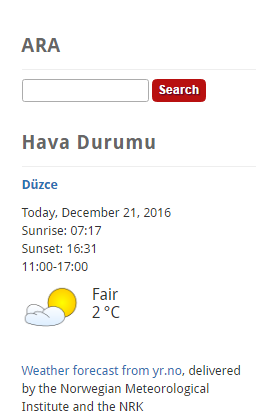 ARA
Search
Hava Durumu
Düzce
Today, December 21, 2016
Sunrise: 07:17
Sunset: 16:31
11:00-17:00
Fair
2 °C
Weather forecast from yr.no, delivered
by the Norwegian Meteorological
Institute and the NRK